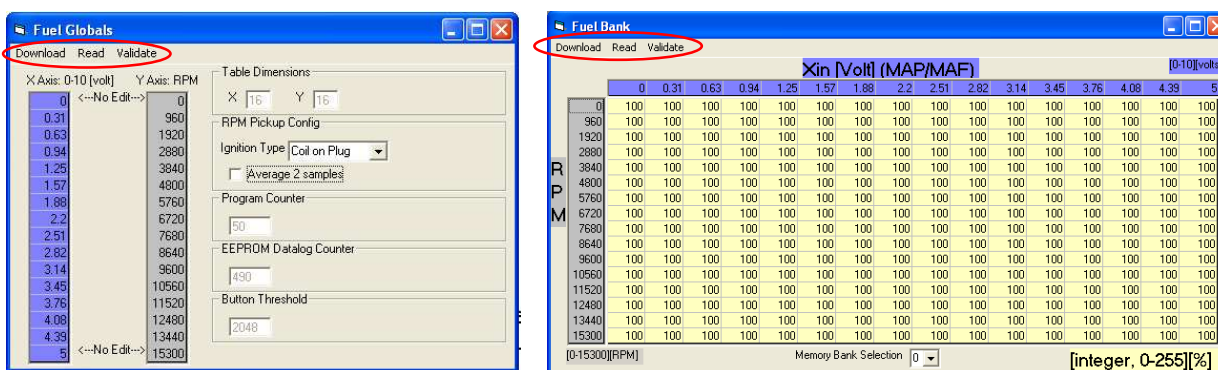 Fuel Globals
Download Read Validate
X Axis: 0-10 [volt] Y Axis: RPM
0 <---No Edit---> 0
0.31 960
0.63 1920
0.94 2880
1.25 3840
1.57 4800
1.88 5760
2.2 6720
2.51 7680
2.82 8640
3.14 9600
3.45 10560
3.76 11520
4.08 12480
4.39 13440
5 <---No Edit---> 15300
Table Dimensions
X 16 Y 16
RPM Pickup Config
Ignition Type Coil on Plug
Average 2 samples
Program Counter
50
EEPROM Datalog Counter
490
Button Threshold
2048
Fuel Bank
Download Read Validate
Xin [Volt] (MAP/MAF) [0-10][volts
0 0.31 0.63 0.94 1.25 1.57 1.88 2.2 2.51 2.82 3.14 3.45 3.76 4.08 4.39 5
RPM
0 100 100 100 100 100 100 100 100 100 100 100 100 100 100 100 100
960 100 100 100 100 100 100 100 100 100 100 100 100 100 100 100 100
1920 100 100 100 100 100 100 100 100 100 100 100 100 100 100 100 100
2880 100 100 100 100 100 100 100 100 100 100 100 100 100 100 100 100
3840 100 100 100 100 100 100 100 100 100 100 100 100 100 100 100 100
4800 100 100 100 100 100 100 100 100 100 100 100 100 100 100 100 100
5760 100 100 100 100 100 100 100 100 100 100 100 100 100 100 100 100
6720 100 100 100 100 100 100 100 100 100 100 100 100 100 100 100 100
7680 100 100 100 100 100 100 100 100 100 100 100 100 100 100 100 100
8640 100 100 100 100 100 100 100 100 100 100 100 100 100 100 100 100
9600 100 100 100 100 100 100 100 100 100 100 100 100 100 100 100 100
10560 100 100 100 100 100 100 100 100 100 100 100 100 100 100 100 100
11520 100 100 100 100 100 100 100 100 100 100 100 100 100 100 100 100
12480 100 100 100 100 100 100 100 100 100 100 100 100 100 100 100 100
13440 100 100 100 100 100 100 100 100 100 100 100 100 100 100 100 100
15300 100 100 100 100 100 100 100 100 100 100 100 100 100 100 100 100
[0-15300][RPM] Memory Bank Selection 0 [integer, 0-255][%]